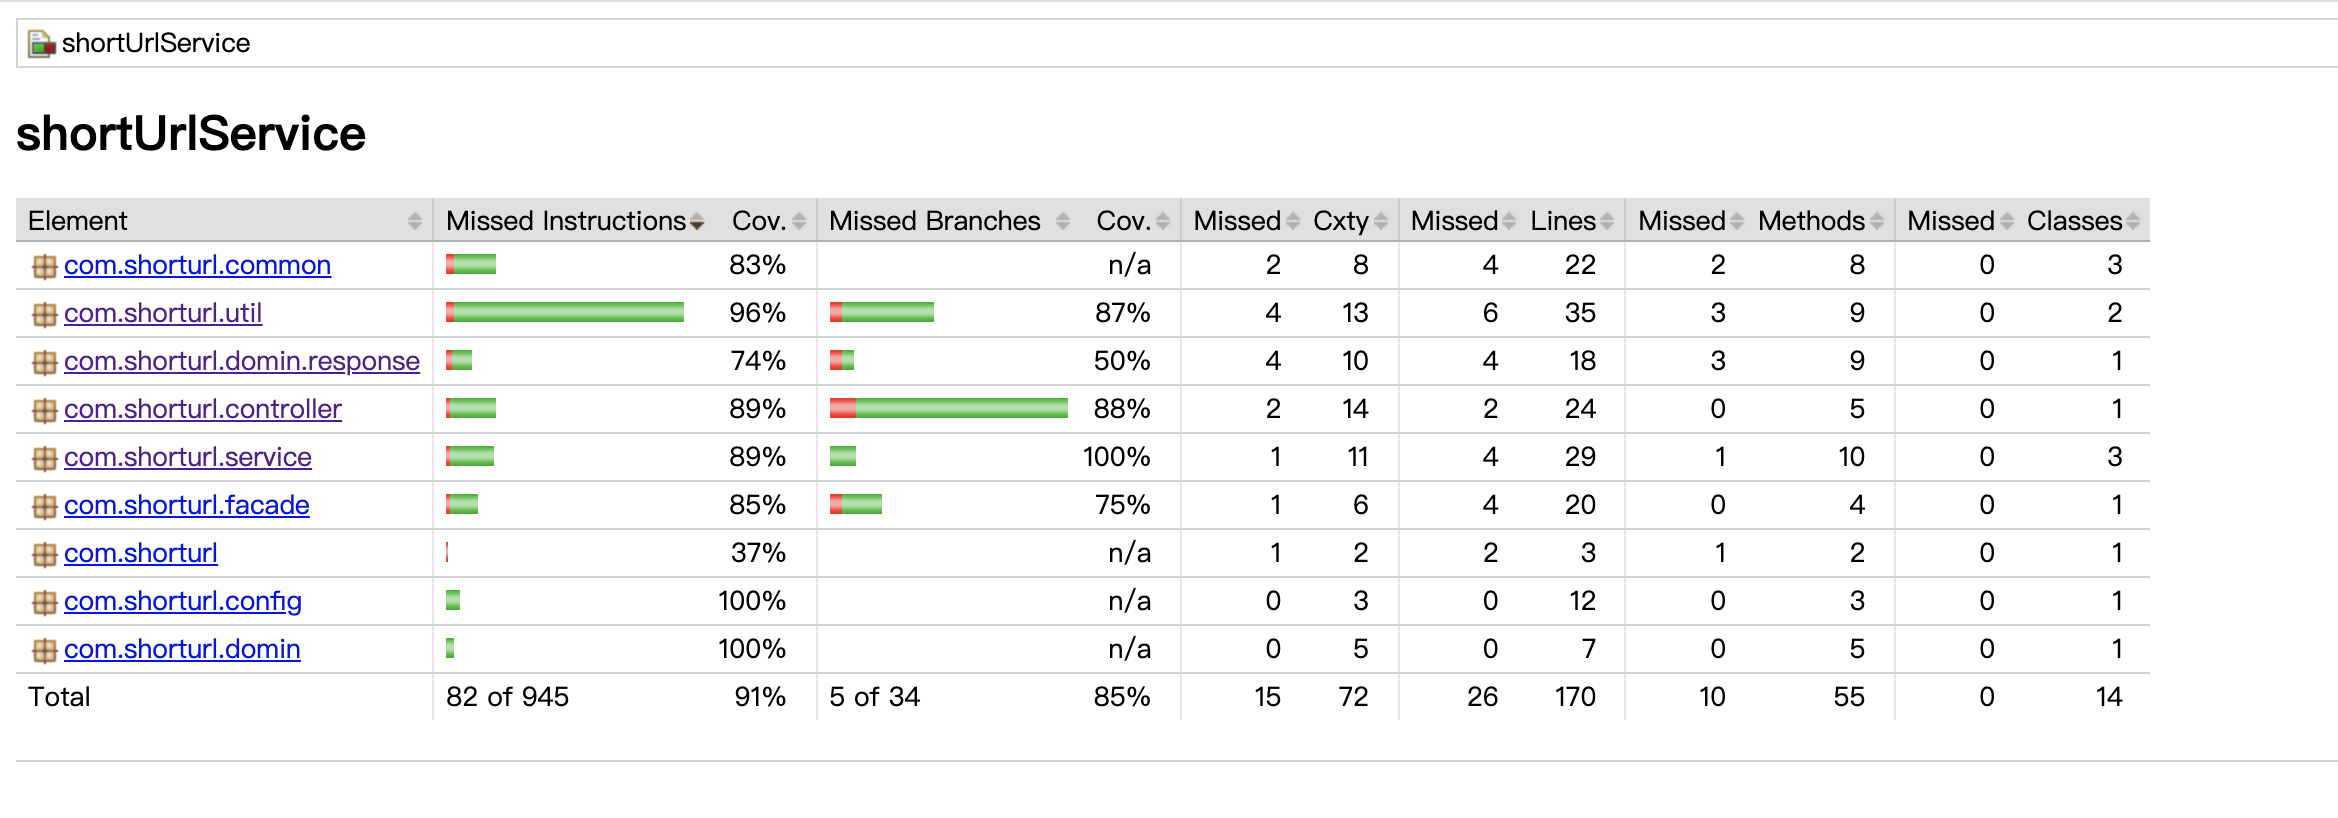 shortUrlService
shortUrlService
Element Missed Instructions Cov. Missed Branches Cov. Missed Cxty Missed Lines Missed Methods Missed Classes
com.shorturl.common 83% n/a 2 8 4 22 2 8 0 3
com.shorturl.util 96% 87% 4 13 6 35 3 9 0 2
com.shorturl.domin.response 74% 50% 4 10 4 18 3 9 0 1
com.shorturl.controller 89% 88% 2 14 2 24 0 5 0 1
com.shorturl.service 89% 100% 1 11 4 29 1 10 0 3
com.shorturl.facade 85% 75% 1 6 4 20 0 4 0 1
com.shorturl 37% n/a 1 2 2 3 1 2 0 1
com.shorturl.config 100% n/a 0 3 0 12 0 3 0 1
com.shorturl.domin 100% n/a 0 5 0 7 0 5 0 1
Total 82 of 945 91% 5 of 34 85% 15 72 26 170 10 55 0 14